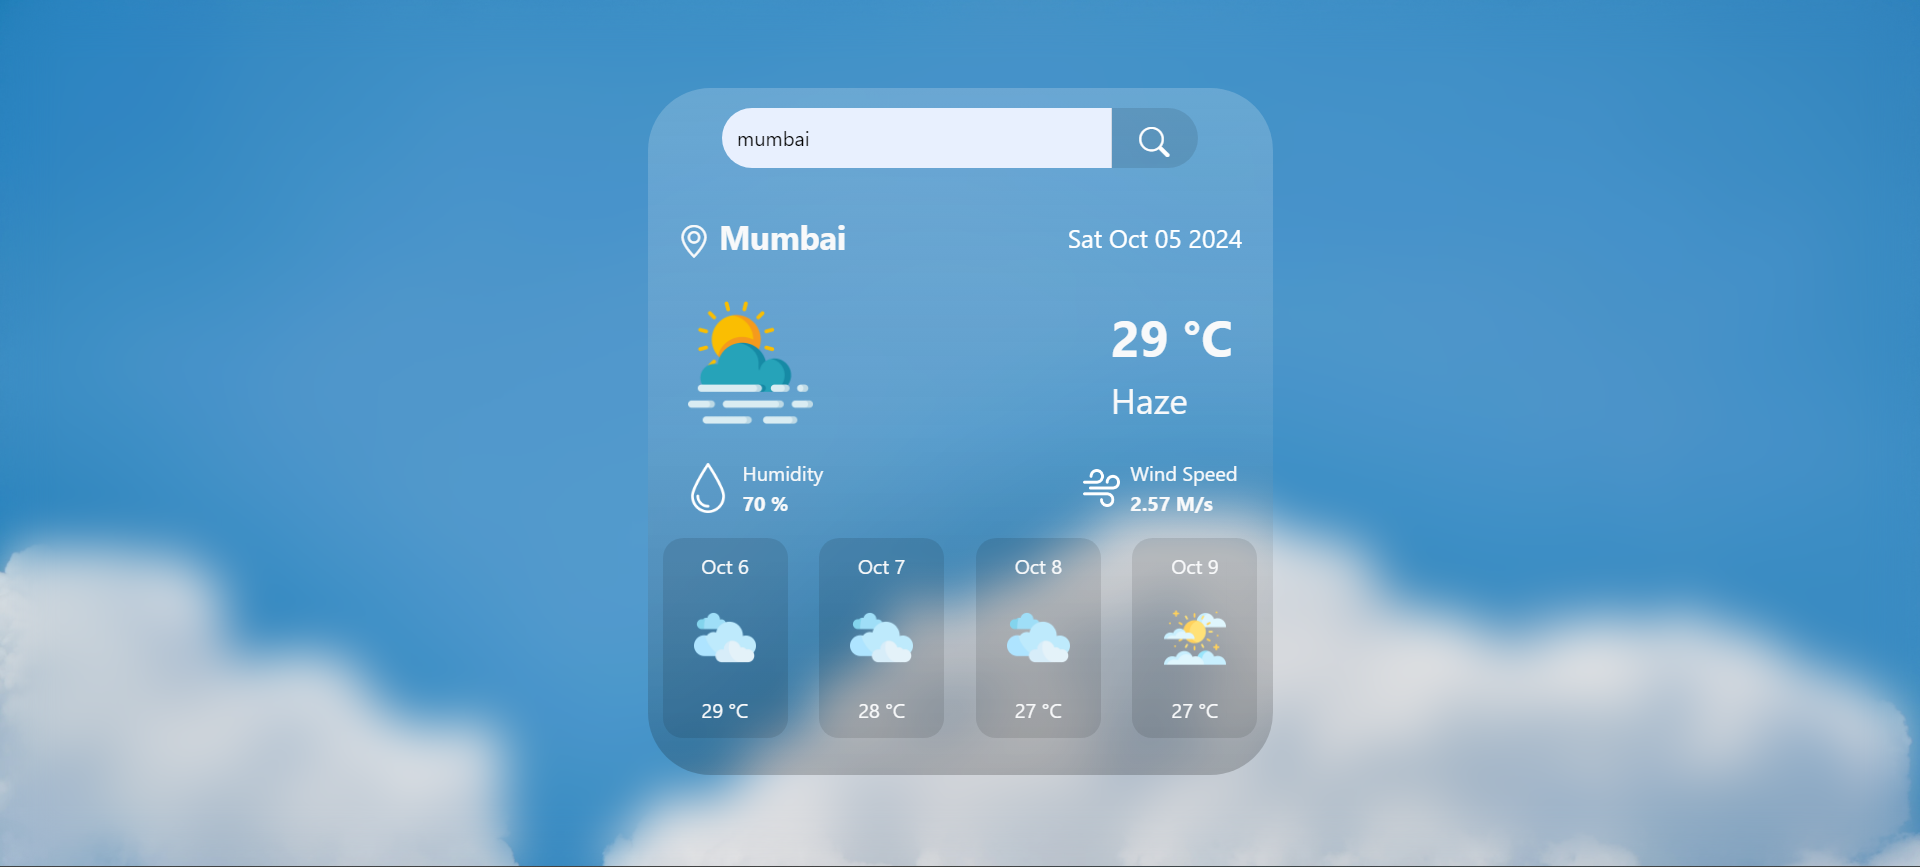 mumbai
Mumbai
Sat Oct 05 2024
29 °C
Haze
Humidity
70 %
Wind Speed
2.57 M/s
Oct 6
29 °C
Oct 7
28 °C
Oct 8
27 °C
Oct 9
27 °C